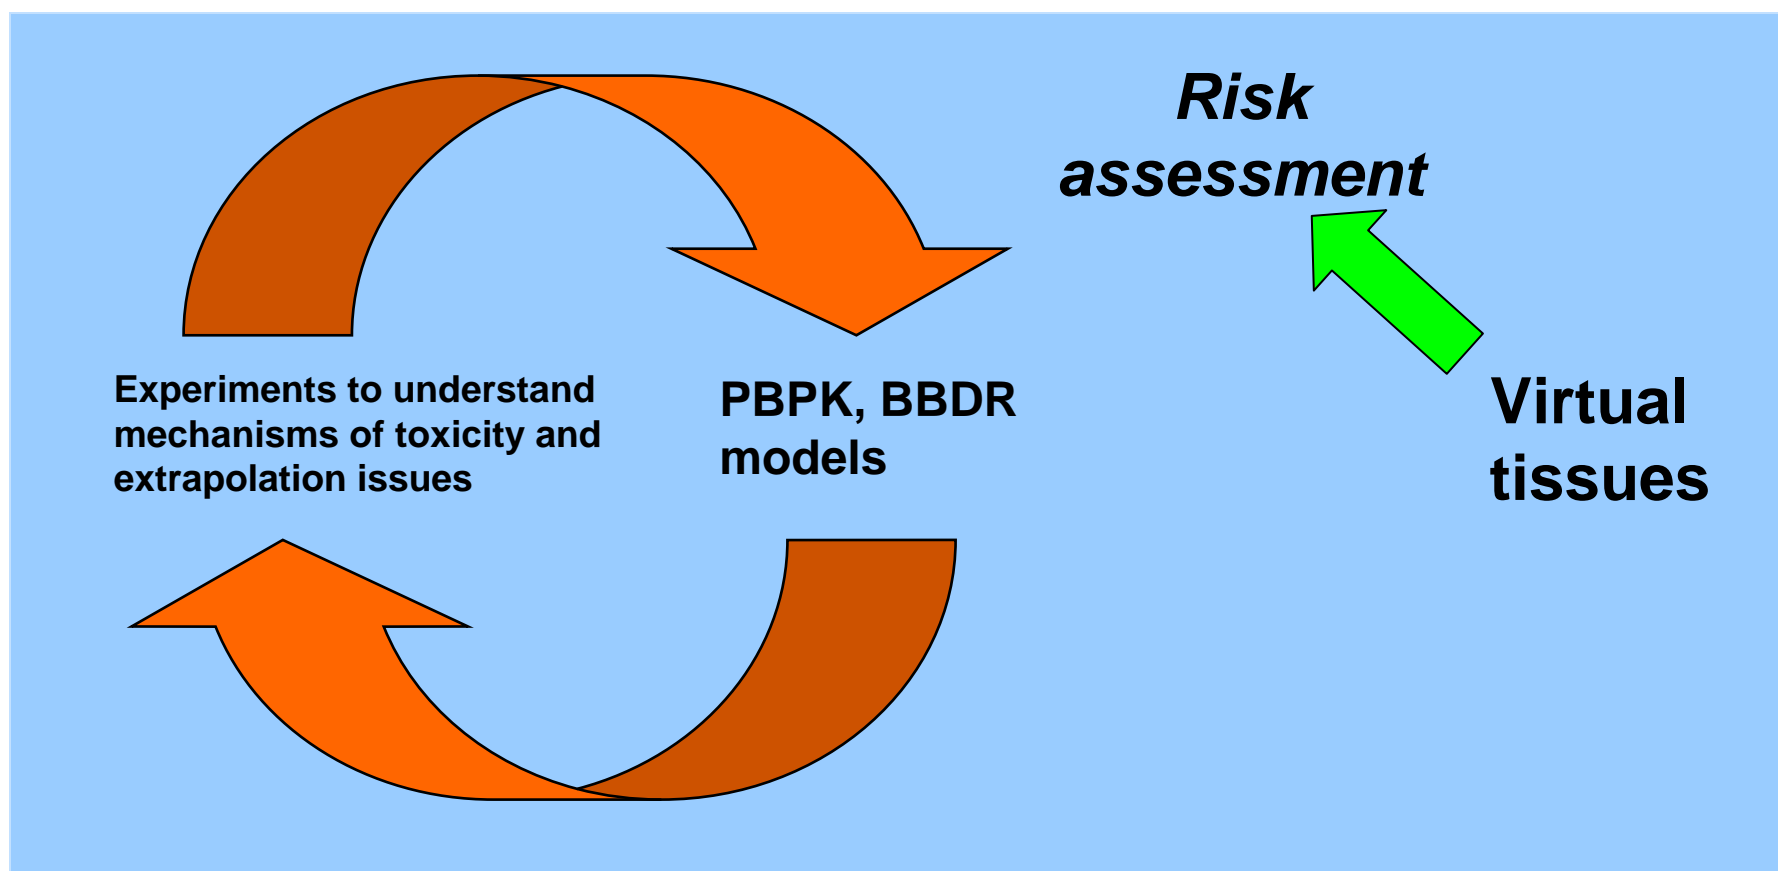 Risk
assessment
Experiments to understand
mechanisms of toxicity and
extrapolation issues
PBPK, BBDR
models
Virtual
tissues